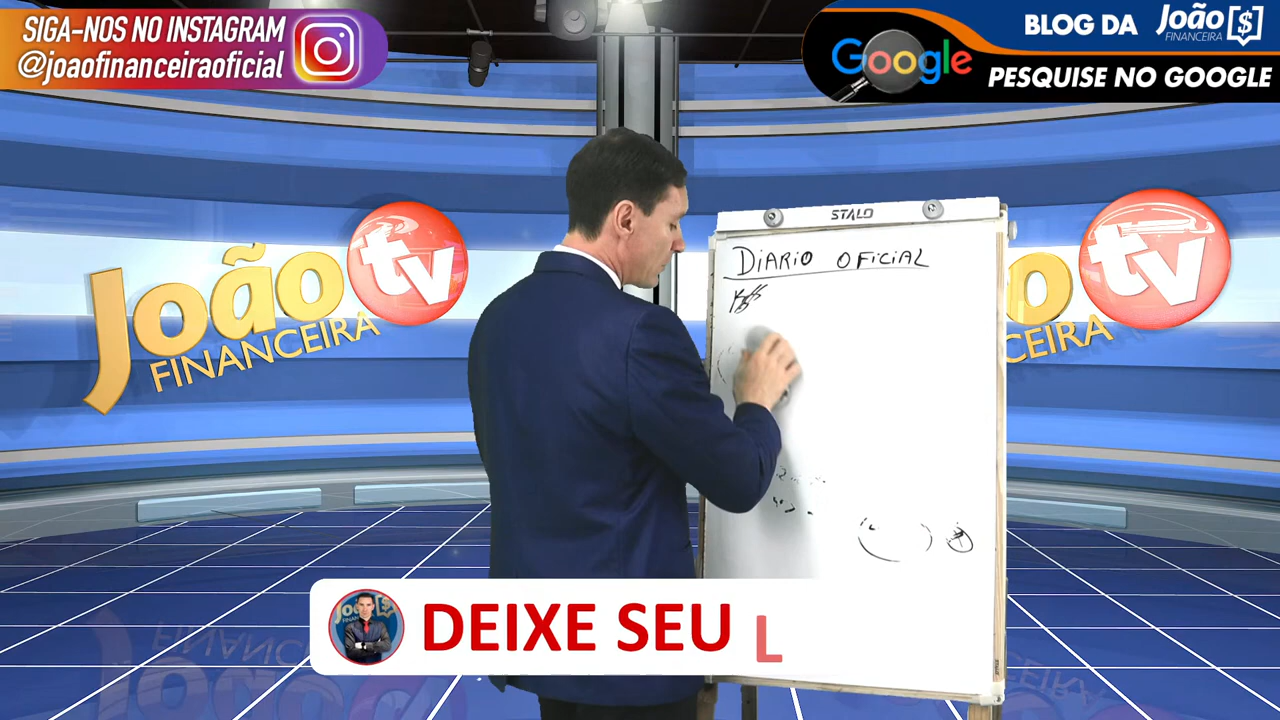 SIGA-NOS NO INSTAGRAM
@joaofinanceiraoficial
BLOG DA João FINANCEIRA
Google
PESQUISE NO GOOGLE
STALO
DIARIO OFICIAL
João tv
FINANCEIRA
o tv
CEIRA
DEIXE SEU L